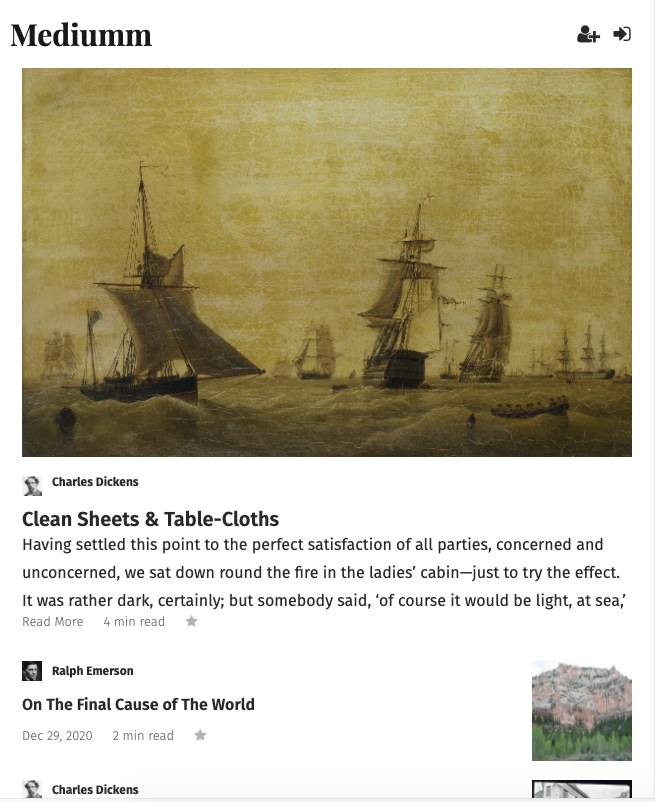 Mediumm
Charles Dickens
Clean Sheets & Table-Cloths
Having settled this point to the perfect satisfaction of all parties, concerned and
unconcerned, we sat down round the fire in the ladies’ cabin—just to try the effect.
It was rather dark, certainly; but somebody said, ‘of course it would be light, at sea,’
Read More 4 min read
Ralph Emerson
On The Final Cause of The World
Dec 29, 2020 2 min read
Charles Dickens